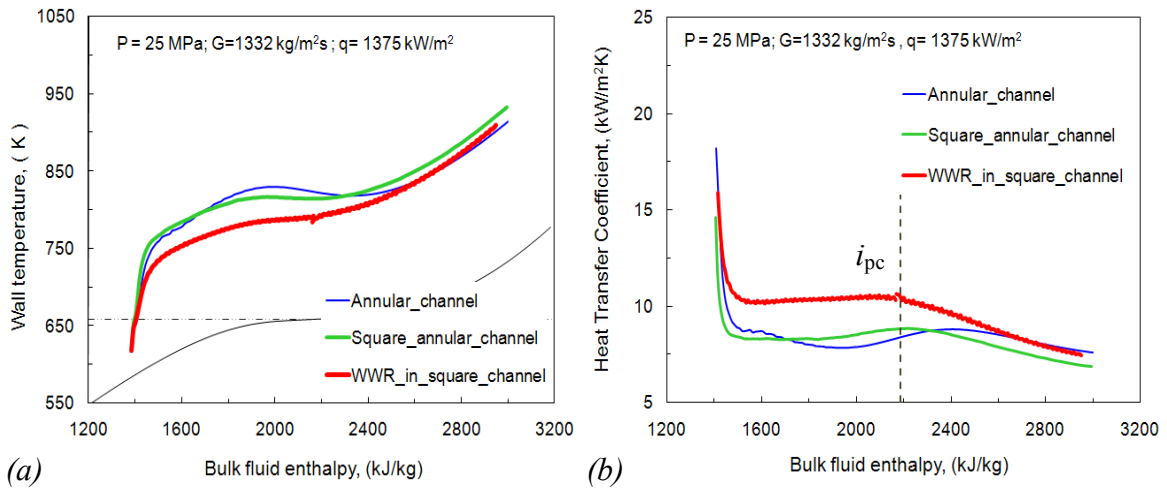 1050
950
850
750
650
550
P = 25 MPa; G=1332 kg/m²s ; q= 1375 kW/m²
Wall temperature, ( K )
Annular_channel
Square_annular_channel
WWR_in_square_channel
1200 1600 2000 2400 2800 3200
Bulk fluid enthalpy, (kJ/kg)
(a)
25
20
15
10
5
P = 25 MPa; G=1332 kg/m²s , q= 1375 kW/m²
Heat Transfer Coefficient, (kW/m²K)
Annular_channel
Square_annular_channel
WWR_in_square_channel
ipc
1200 1600 2000 2400 2800 3200
Bulk fluid enthalpy, (kJ/kg)
(b)